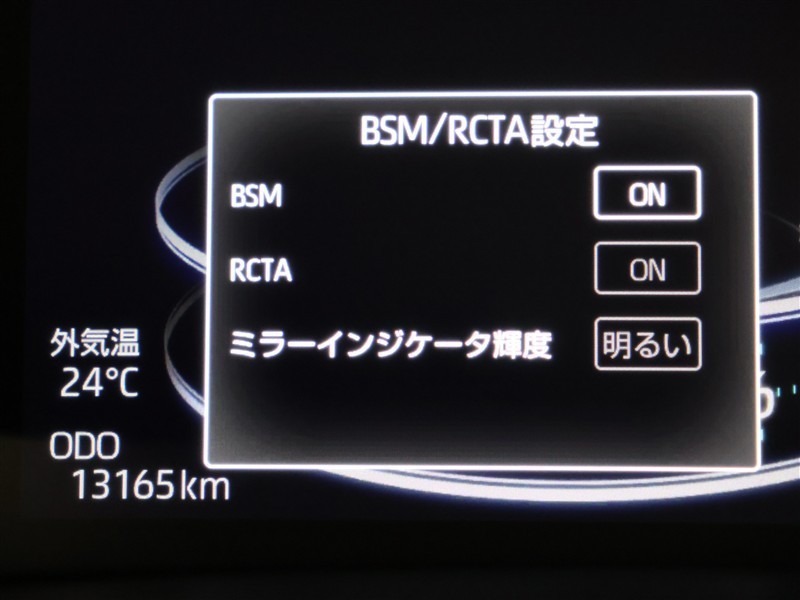 BSM/RCTA設定
BSM ON
RCTA ON
ミラーインジケータ輝度 明るい
外気温
24℃
ODO
13165km